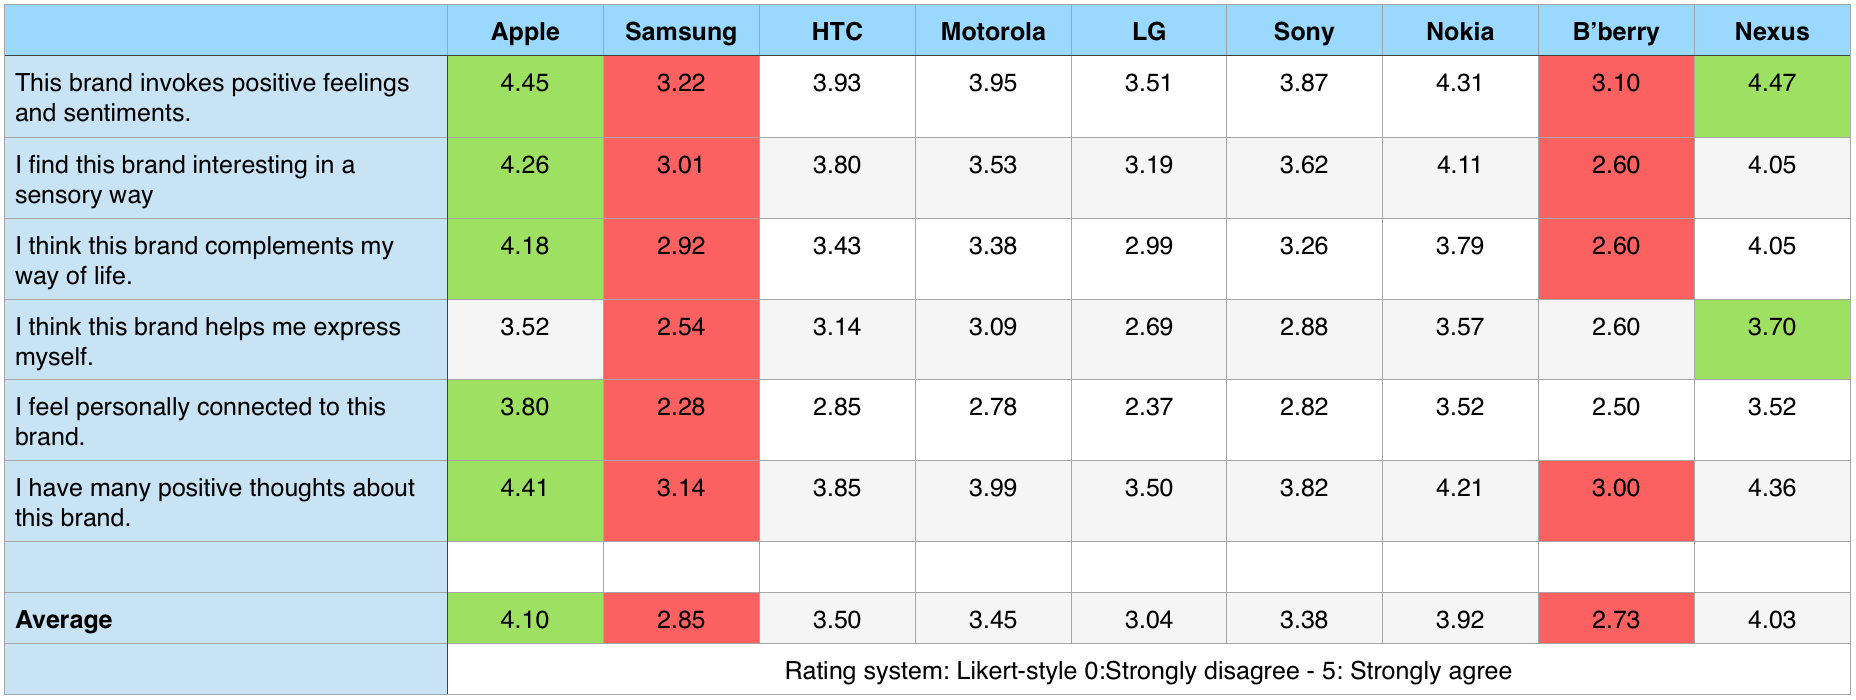 Apple Samsung HTC Motorola LG Sony Nokia B’berry Nexus
This brand invokes positive feelings 4.45 3.22 3.93 3.95 3.51 3.87 4.31 3.10 4.47
and sentiments.
I find this brand interesting in a 4.26 3.01 3.80 3.53 3.19 3.62 4.11 2.60 4.05
sensory way
I think this brand complements my 4.18 2.92 3.43 3.38 2.99 3.26 3.79 2.60 4.05
way of life.
I think this brand helps me express 3.52 2.54 3.14 3.09 2.69 2.88 3.57 2.60 3.70
myself.
I feel personally connected to this 3.80 2.28 2.85 2.78 2.37 2.82 3.52 2.50 3.52
brand.
I have many positive thoughts about 4.41 3.14 3.85 3.99 3.50 3.82 4.21 3.00 4.36
this brand.
Average 4.10 2.85 3.50 3.45 3.04 3.38 3.92 2.73 4.03
Rating system: Likert-style 0:Strongly disagree - 5: Strongly agree